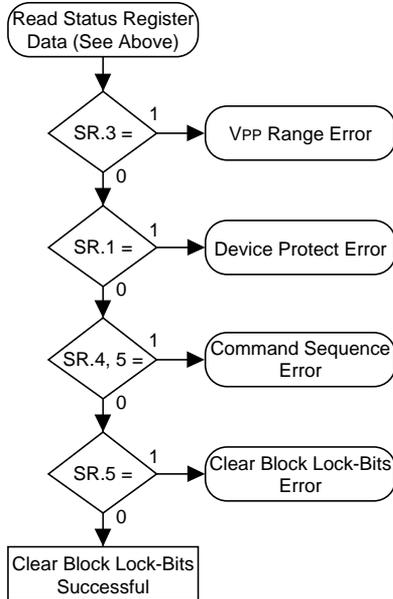 Read Status Register
Data (See Above)
SR.3 =
1
VPP Range Error
0
SR.1 =
1
Device Protect Error
0
SR.4, 5 =
1
Command Sequence
Error
0
SR.5 =
1
Clear Block Lock-Bits
Error
0
Clear Block Lock-Bits
Successful